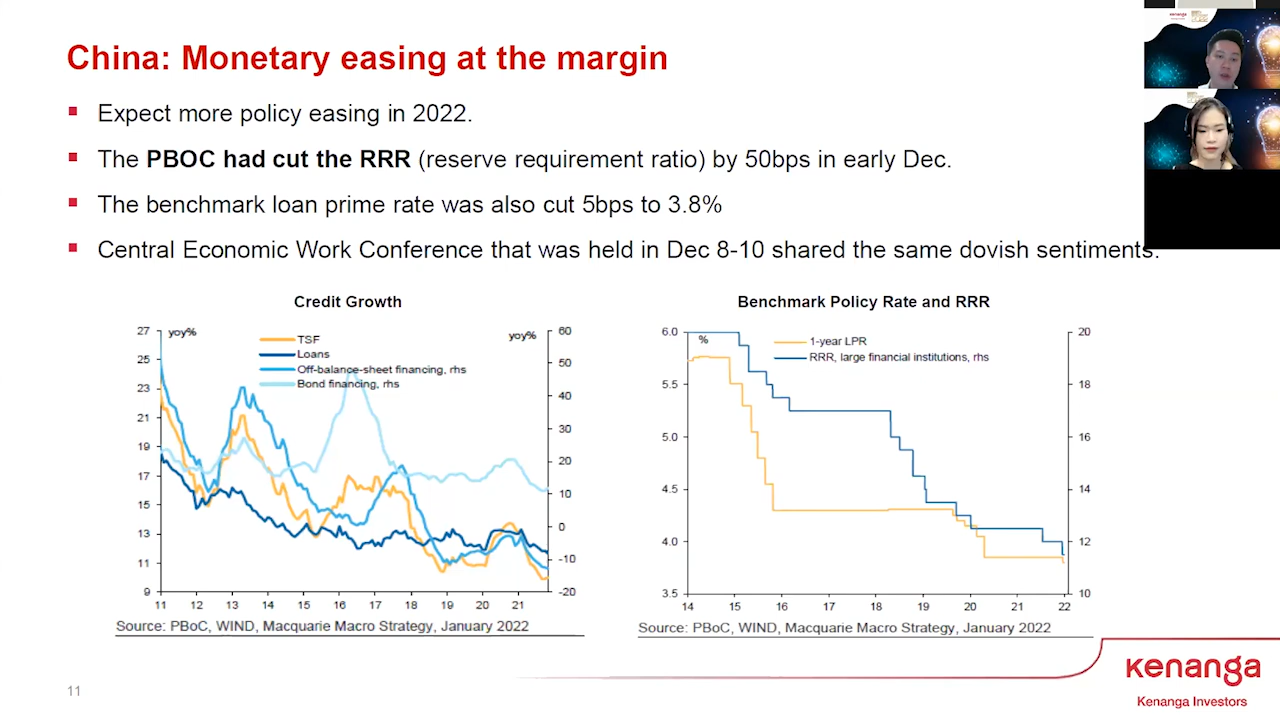 China: Monetary easing at the margin
Expect more policy easing in 2022.
The PBOC had cut the RRR (reserve requirement ratio) by 50bps in early Dec.
The benchmark loan prime rate was also cut 5bps to 3.8%
Central Economic Work Conference that was held in Dec 8-10 shared the same dovish sentiments.
Credit Growth
27
25
23
21
19
17
15
13
11
9
yoy%
TSF
Loans
Off-balance-sheet financing, rhs
Bond financing, rhs
yoy%
60
50
40
30
20
10
0
-10
-20
11 12 13 14 15 16 17 18 19 20 21
Source: PBoC, WIND, Macquarie Macro Strategy, January 2022
Benchmark Policy Rate and RRR
6.0
5.5
5.0
4.5
4.0
3.5
%
1-year LPR
RRR, large financial institutions, rhs
20
18
16
14
12
10
14 15 16 17 18 19 20 21 22
Source: PBoC, WIND, Macquarie Macro Strategy, January 2022
11
kenanga
Kenanga Investors